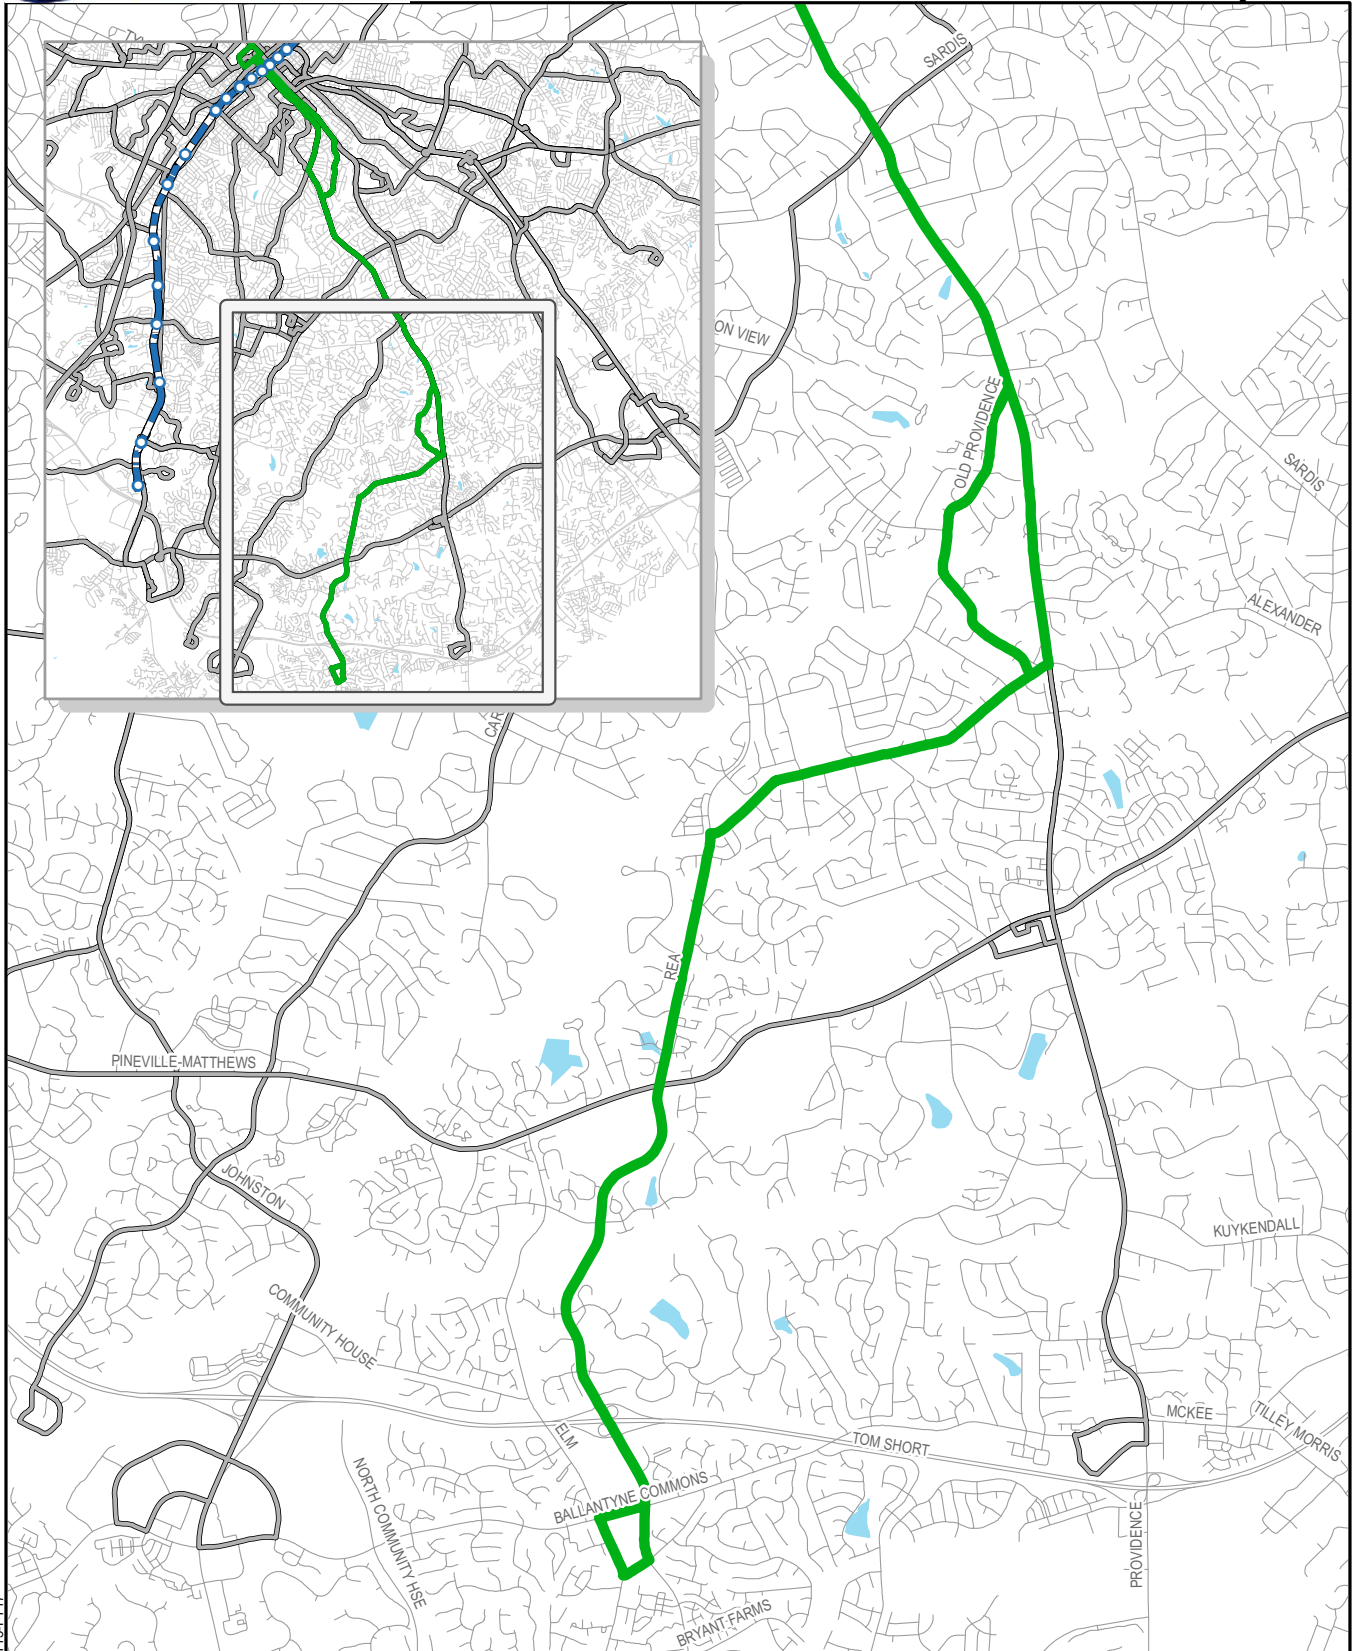 SARDIS
ON VIEW
OLD PROVIDENCE
SARDIS
ALEXANDER
CAR
REA
PINEVILLE-MATTHEWS
JOHNSTON
KUYKENDALL
COMMUNITY HOUSE
MCKEE
TILLEY MORRIS
ELM
TOM SHORT
NORTH COMMUNITY HSE
BALLANTYNE COMMONS
PROVIDENCE
BRYANT FARMS